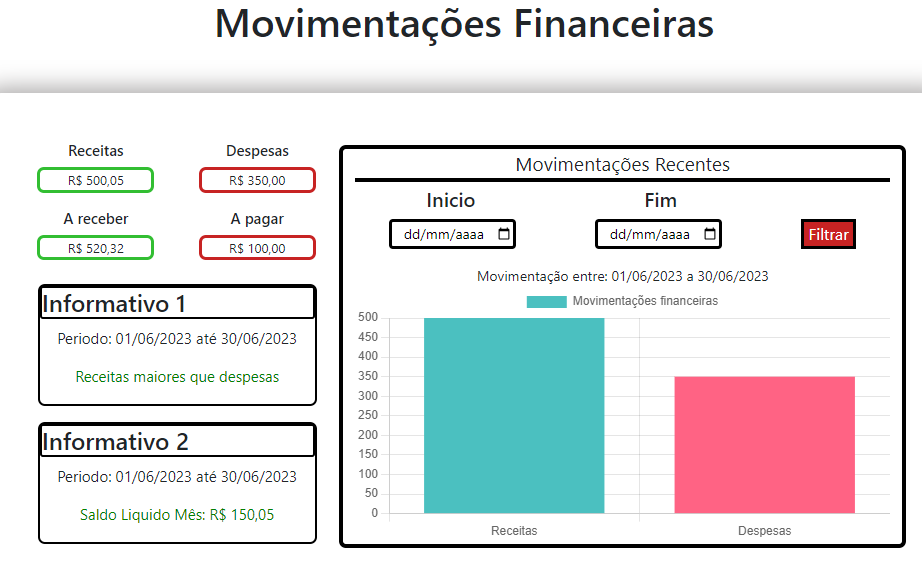 Movimentações Financeiras
Receitas
Despesas
R$ 500,05
R$ 350,00
A receber
A pagar
R$ 520,32
R$ 100,00
Informativo 1
Periodo: 01/06/2023 até 30/06/2023
Receitas maiores que despesas
Informativo 2
Periodo: 01/06/2023 até 30/06/2023
Saldo Liquido Mês: R$ 150,05
Movimentações Recentes
Inicio
Fim
dd/mm/aaaa
dd/mm/aaaa
Filtrar
Movimentação entre: 01/06/2023 a 30/06/2023
Movimentações financeiras
500
450
400
350
300
250
200
150
100
50
0
Receitas
Despesas